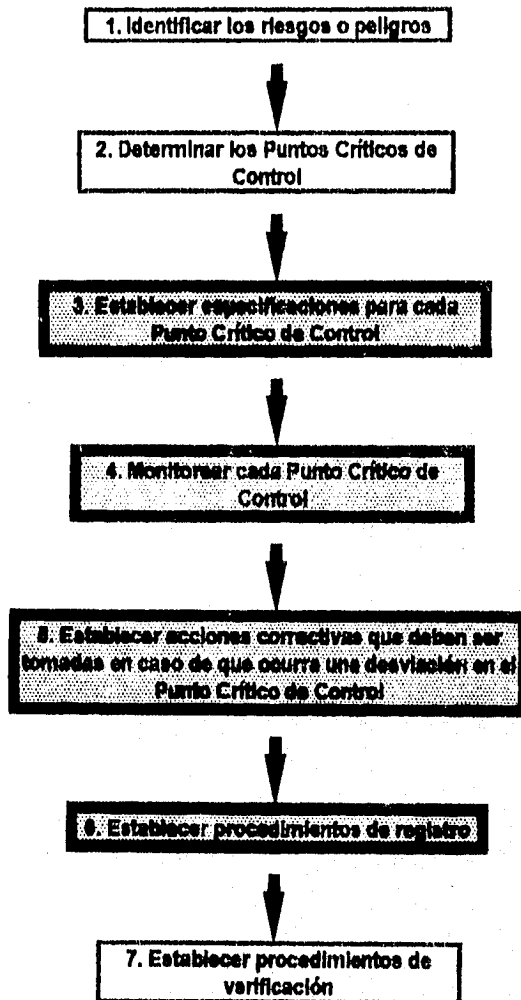 1. Identificar los riesgos o peligros
2. Determinar los Puntos Críticos de
Control
3. Establecer especificaciones para cada
Punto Crítico de Control
4. Monitorear cada Punto Crítico de
Control
5. Establecer acciones correctivas que deben ser
tomadas en caso de que ocurra una desviación en el
Punto Crítico de Control
6. Establecer procedimientos de registro
7. Establecer procedimientos de
verificación